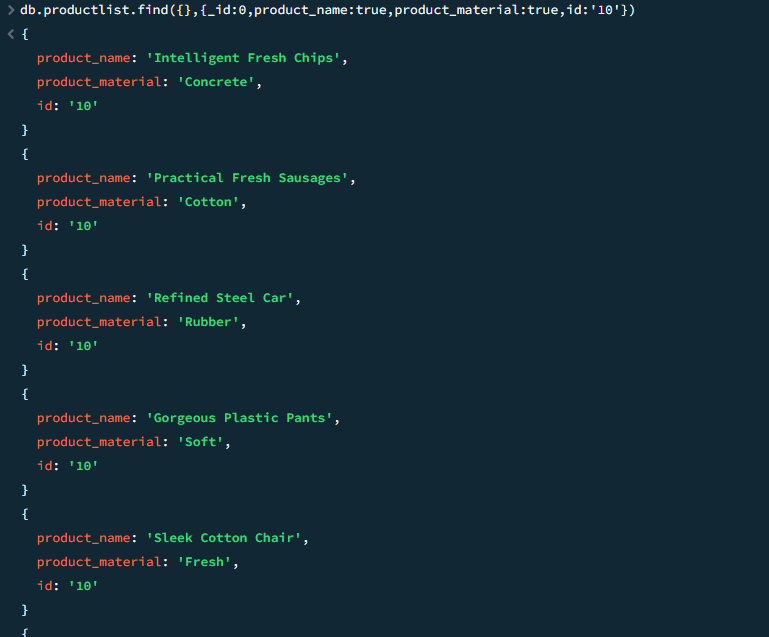 > db.productlist.find({},{_id:0,product_name:true,product_material:true,id:'10'})
< {
product_name: 'Intelligent Fresh Chips',
product_material: 'Concrete',
id: '10'
}
{
product_name: 'Practical Fresh Sausages',
product_material: 'Cotton',
id: '10'
}
{
product_name: 'Refined Steel Car',
product_material: 'Rubber',
id: '10'
}
{
product_name: 'Gorgeous Plastic Pants',
product_material: 'Soft',
id: '10'
}
{
product_name: 'Sleek Cotton Chair',
product_material: 'Fresh',
id: '10'
}
{